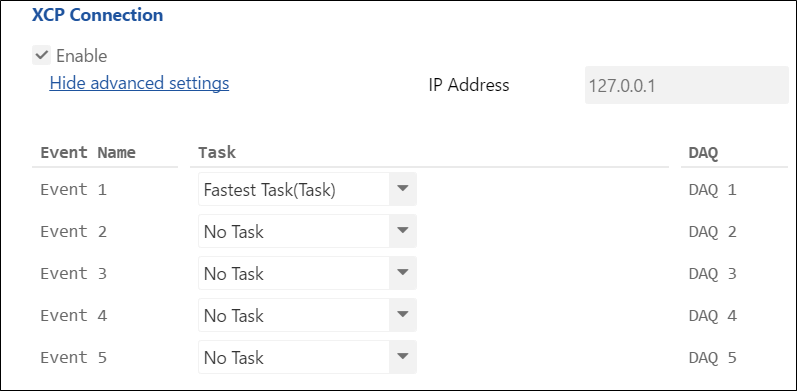 XCP Connection
Enable
Hide advanced settings
IP Address 127.0.0.1
Event Name Task DAQ
Event 1 Fastest Task(Task) DAQ 1
Event 2 No Task DAQ 2
Event 3 No Task DAQ 3
Event 4 No Task DAQ 4
Event 5 No Task DAQ 5